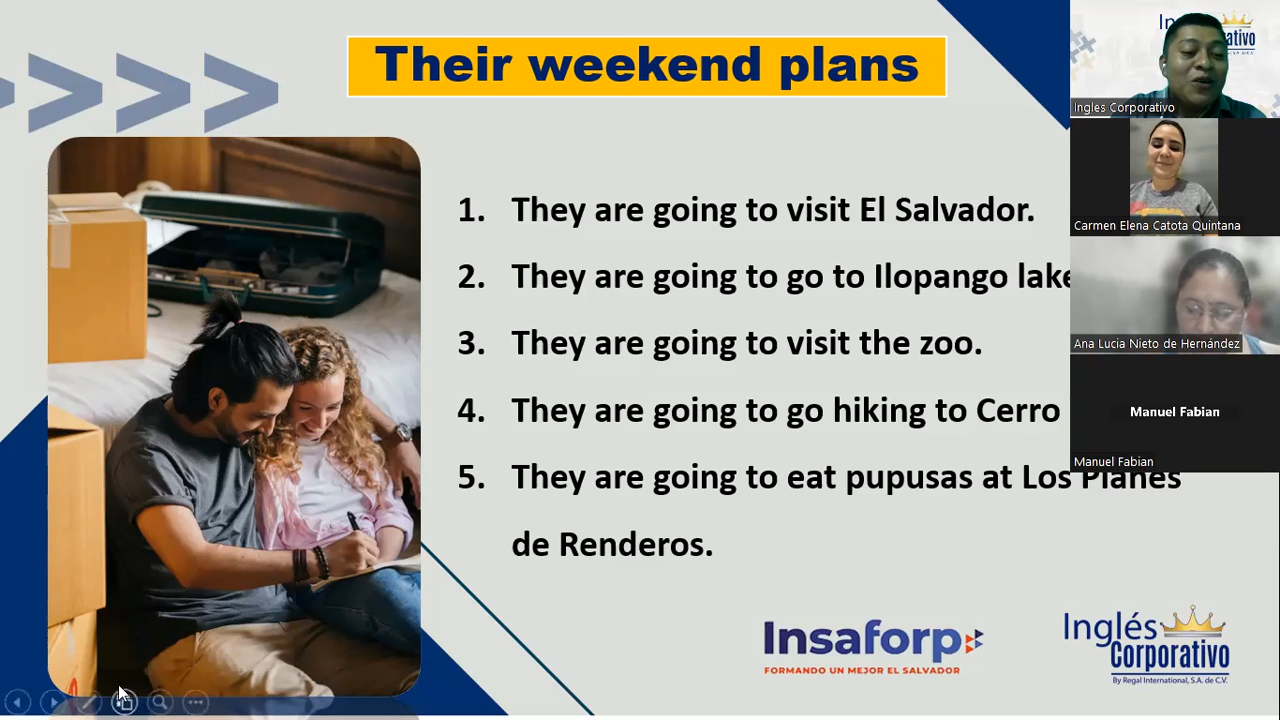 Their weekend plans
1. They are going to visit El Salvador.
2. They are going to go to Ilopango lake
3. They are going to visit the zoo.
4. They are going to go hiking to Cerro
5. They are going to eat pupusas at Los Planes
de Renderos.
Insaforp
FORMANDO UN MEJOR EL SALVADOR
Inglés
Corporativo
By Regal International, S.A. de C.V.
Ingles Corporativo
Carmen Elena Catota Quintana
Ana Lucia Nieto de Hernández
Manuel Fabian
Manuel Fabian